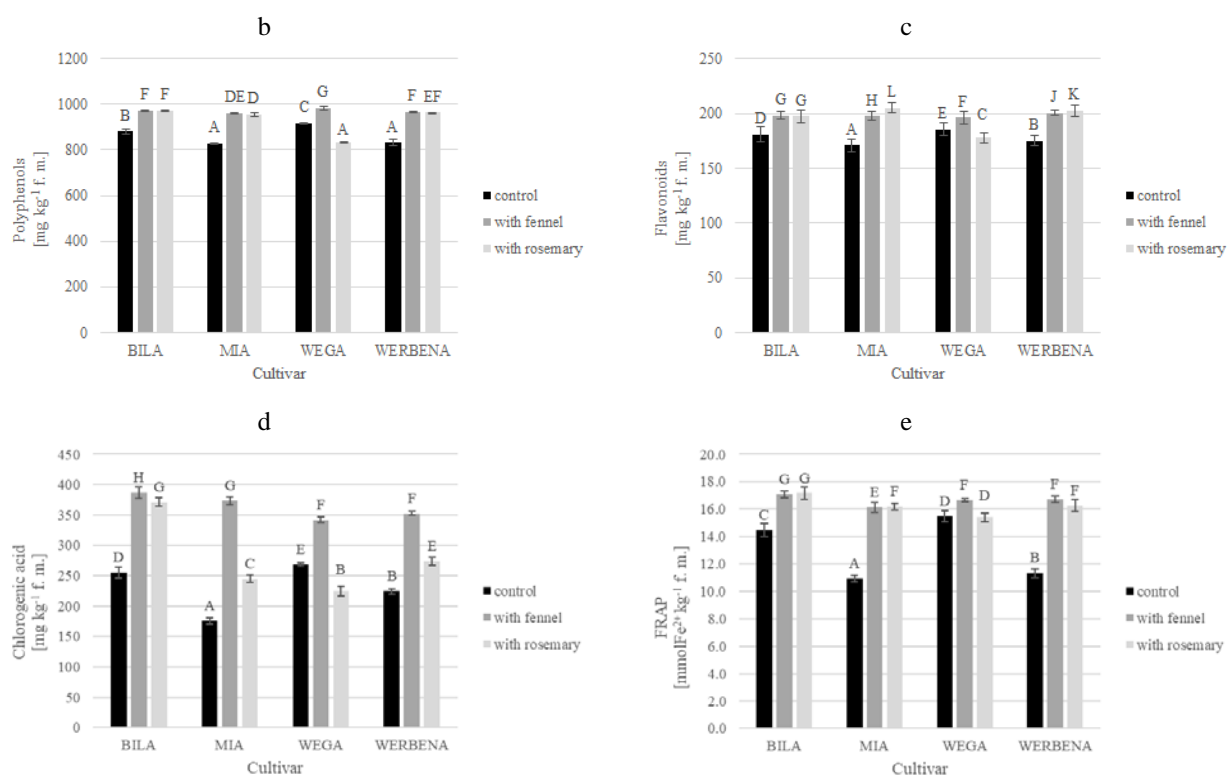 b
Polyphenols
[mg kg⁻¹ f. m.]
1200
1000
800
600
400
200
0
B F F
A DE D
C G A
A F EF
BILA MIA WEGA WERBENA
Cultivar
control
with fennel
with rosemary
c
Flavonoids
[mg kg⁻¹ f. m.]
250
200
150
100
50
0
D G G
A H L
E F C
B J K
BILA MIA WEGA WERBENA
Cultivar
control
with fennel
with rosemary
d
Chlorogenic acid
[mg kg⁻¹ f. m.]
450
400
350
300
250
200
150
100
50
0
D H G
A G C
E F B
B F E
BILA MIA WEGA WERBENA
Cultivar
control
with fennel
with rosemary
e
FRAP
[mmolFe²⁺ kg⁻¹ f. m.]
20.0
18.0
16.0
14.0
12.0
10.0
8.0
6.0
4.0
2.0
0.0
C G G
A E F
D F D
B F F
BILA MIA WEGA WERBENA
Cultivar
control
with fennel
with rosemary